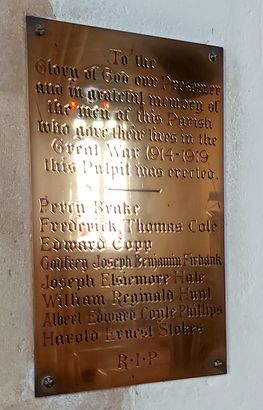 To the
Glory of God our Preserver
and in grateful memory of
the men of this Parish
who gave their lives in the
Great War 1914-1919
this Pulpit was erected.
Percy Brake
Frederick Thomas Cole
Edward Copp
Godfrey Joseph Benjamin Firbank
Joseph Elsiemore Hale
William Reginald Hunt
Albert Edward Coyle Phillips
Harold Ernest Stokes
R·I·P